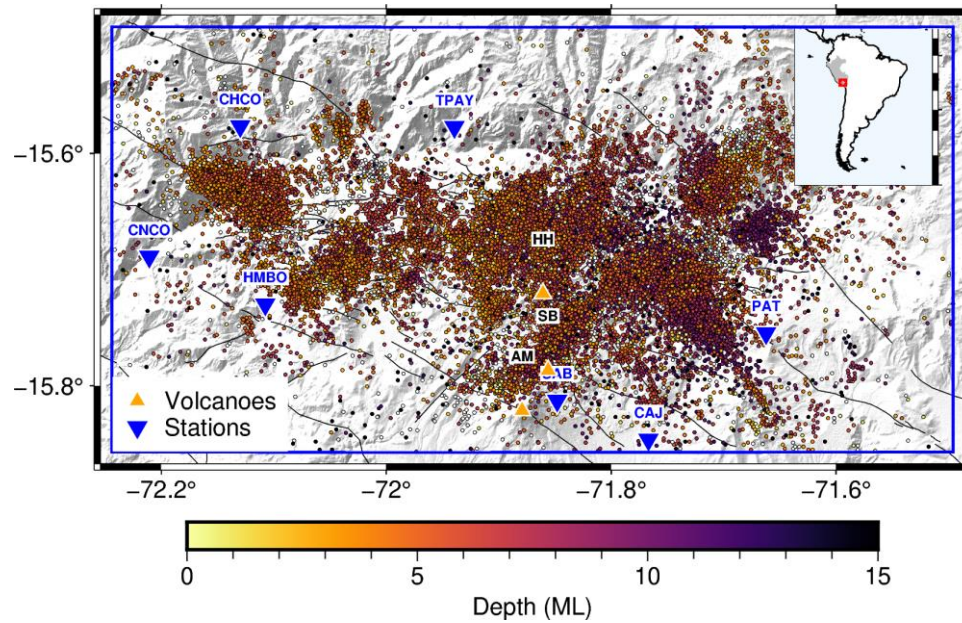 CHCO
TPAY
−15.6
CNCO
HH
HMBO
SB
PAT
AM
−15.8
Volcanoes
CAJ
Stations
−72.2
−72
−71.8
−71.6
0
5
10
15
Depth (ML)